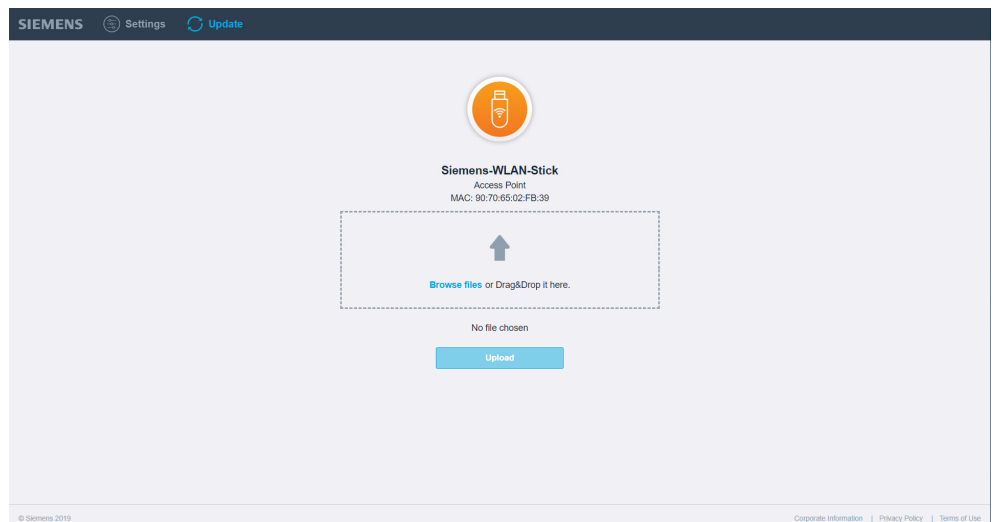 SIEMENS Settings Update
Siemens-WLAN-Stick
Access Point
MAC: 90:70:65:02:FB:39
Browse files or Drag&Drop it here.
No file chosen
Upload
© Siemens 2019 Corporate Information | Privacy Policy | Terms of Use